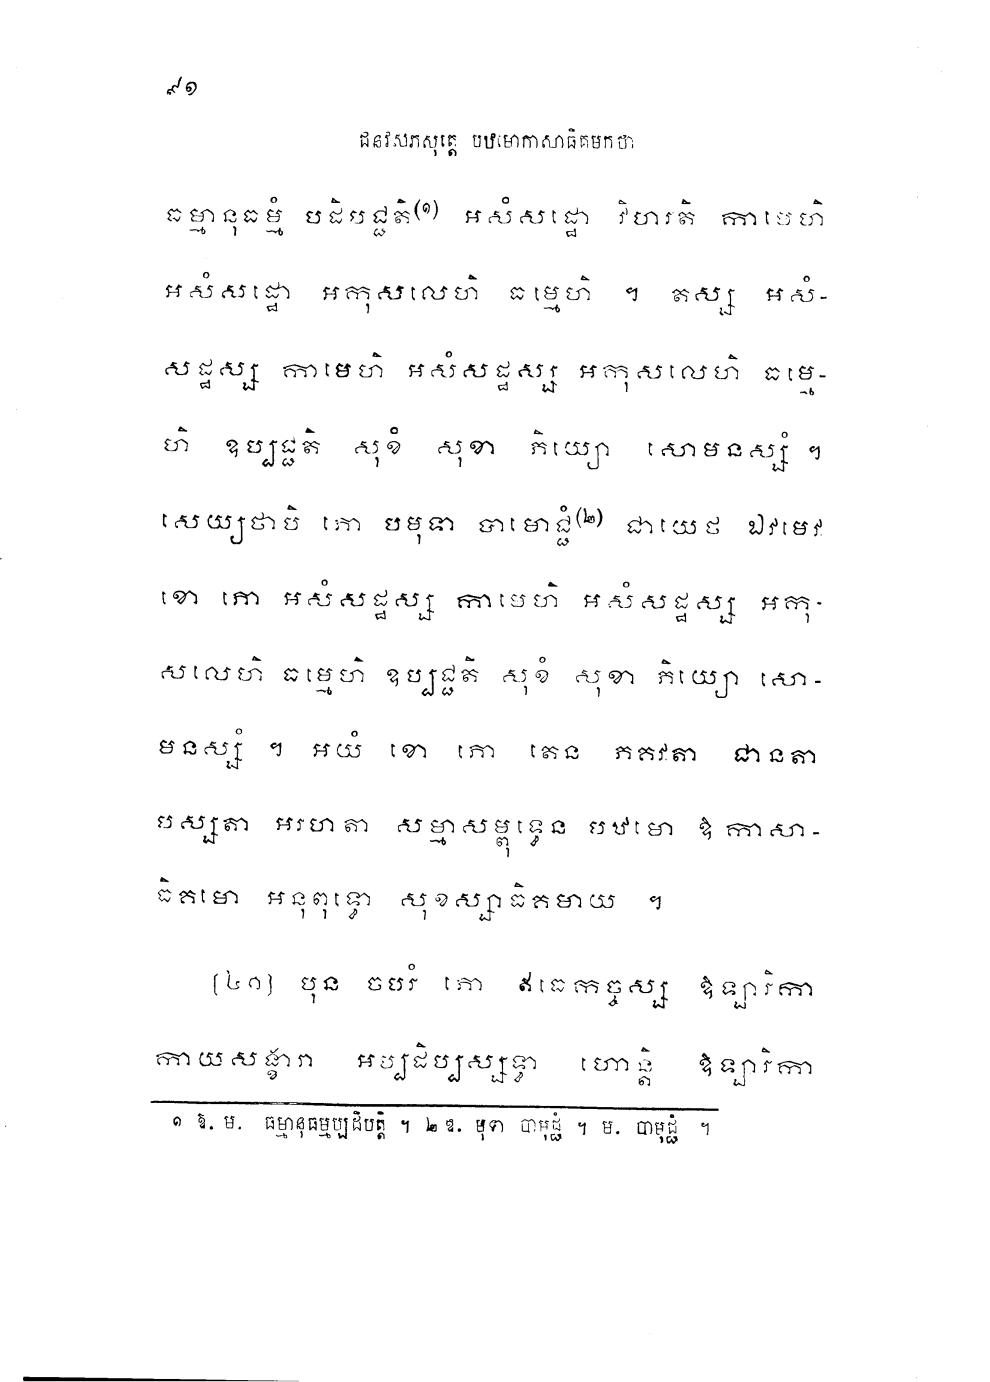 ៩១
ជនវសភសុត្តេ បឋមោកាសាធិគមកថា
ធម្មានុធម្មំ បដិបជ្ជតិ(១) អសំសដ្ឋោ វិហរតិ កាមេហិ
អសំសដ្ឋោ អកុសលេហិ ធម្មេហិ ។ តស្ស អសំ-
សដ្ឋស្ស កាមេហិ អសំសដ្ឋស្ស អកុសលេហិ ធម្មេ-
ហិ ឧប្បជ្ជតិ សុខំ សុខា ភិយ្យោ សោមនស្សំ ។
សេយ្យថាបិ ភោ បមុទា បាមោជ្ជំ(២) ជាយេថ ឯវមេវ
ខោ ភោ អសំសដ្ឋស្ស កាមេហិ អសំសដ្ឋស្ស អកុ-
សលេហិ ធម្មេហិ ឧប្បជ្ជតិ សុខំ សុខា ភិយ្យោ សោ-
មនស្សំ ។ អយំ ខោ ភោ តេន ភគវតា ជានតា
បស្សតា អរហតា សម្មាសម្ពុទ្ធេន បឋមោ ឱកាសា-
ធិគមោ អនុពុទ្ធោ សុខស្សាធិគមាយ ។
[៤០] បុន ចបរំ ភោ ឥធេកច្ចស្ស ឱឡារិកា
កាយសង្ខារា អប្បដិប្បស្សទ្ធា ហោន្តិ ឱឡារិកា
១ ឱ. ម. ធម្មានុធម្មប្បដិបត្តិ ។ ២ ឧ. មុទា បាមុជ្ជំ ។ ម. បាមុជ្ជំ ។